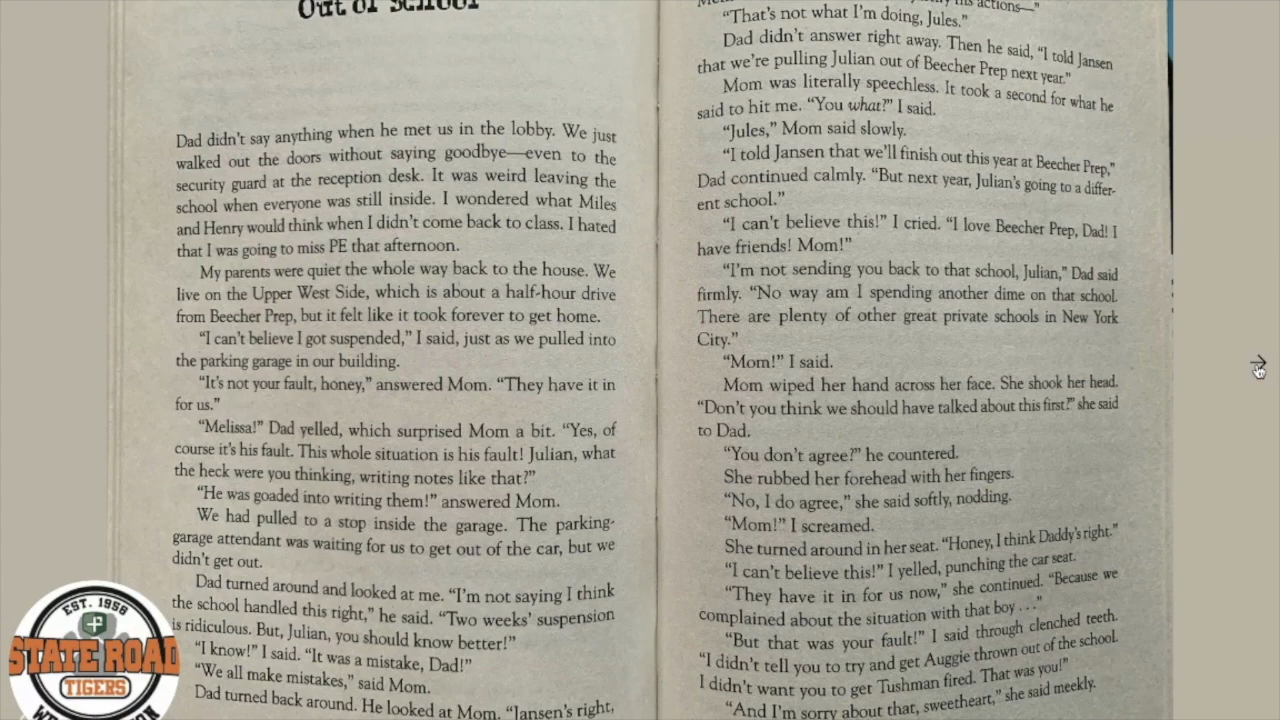 Out of School
Dad didn't say anything when he met us in the lobby. We just
walked out the doors without saying goodbye—even to the
security guard at the reception desk. It was weird leaving the
school when everyone was still inside. I wondered what Miles
and Henry would think when I didn't come back to class. I hated
that I was going to miss PE that afternoon.
My parents were quiet the whole way back to the house. We
live on the Upper West Side, which is about a half-hour drive
from Beecher Prep, but it felt like it took forever to get home.
"I can't believe I got suspended," I said, just as we pulled into
the parking garage in our building.
"It's not your fault, honey," answered Mom. "They have it in
for us."
"Melissa!" Dad yelled, which surprised Mom a bit. "Yes, of
course it's his fault. This whole situation is his fault! Julian, what
the heck were you thinking, writing notes like that?"
"He was goaded into writing them!" answered Mom.
We had pulled to a stop inside the garage. The parking-
garage attendant was waiting for us to get out of the car, but we
didn't get out.
Dad turned around and looked at me. "I'm not saying I think
the school handled this right," he said. "Two weeks' suspension
is ridiculous. But, Julian, you should know better!"
"I know!" I said. "It was a mistake, Dad!"
"We all make mistakes," said Mom.
Dad turned back around. He looked at Mom. "Jansen's right,
his actions—"
"That's not what I'm doing, Jules."
Dad didn't answer right away. Then he said, "I told Jansen
that we're pulling Julian out of Beecher Prep next year."
Mom was literally speechless. It took a second for what he
said to hit me. "You what?" I said.
"Jules," Mom said slowly.
"I told Jansen that we'll finish out this year at Beecher Prep,"
Dad continued calmly. "But next year, Julian's going to a differ-
ent school."
"I can't believe this!" I cried. "I love Beecher Prep, Dad! I
have friends! Mom!"
"I'm not sending you back to that school, Julian," Dad said
firmly. "No way am I spending another dime on that school.
There are plenty of other great private schools in New York
City."
"Mom!" I said.
Mom wiped her hand across her face. She shook her head.
"Don't you think we should have talked about this first?" she said
to Dad.
"You don't agree?" he countered.
She rubbed her forehead with her fingers.
"No, I do agree," she said softly, nodding.
"Mom!" I screamed.
She turned around in her seat. "Honey, I think Daddy's right."
"I can't believe this!" I yelled, punching the car seat.
"They have it in for us now," she continued. "Because we
complained about the situation with that boy . . ."
"But that was your fault!" I said through clenched teeth.
"I didn't tell you to try and get Auggie thrown out of the school.
I didn't want you to get Tushman fired. That was you!"
"And I'm sorry about that, sweetheart," she said meekly.
EST. 1956
STATE ROAD
TIGERS